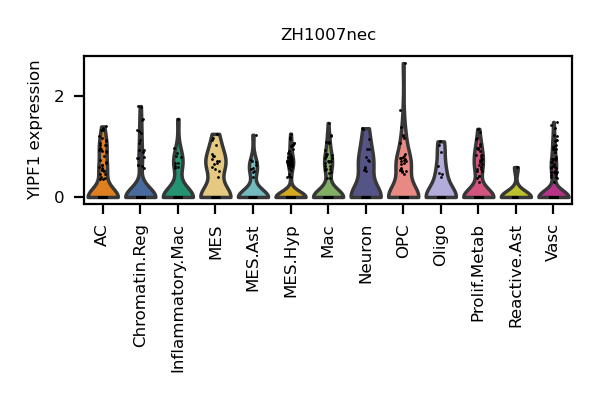 ZH1007nec
YIPF1 expression
2
0
AC
Chromatin.Reg
Inflammatory.Mac
MES
MES.Ast
MES.Hyp
Mac
Neuron
OPC
Oligo
Prolif.Metab
Reactive.Ast
Vasc